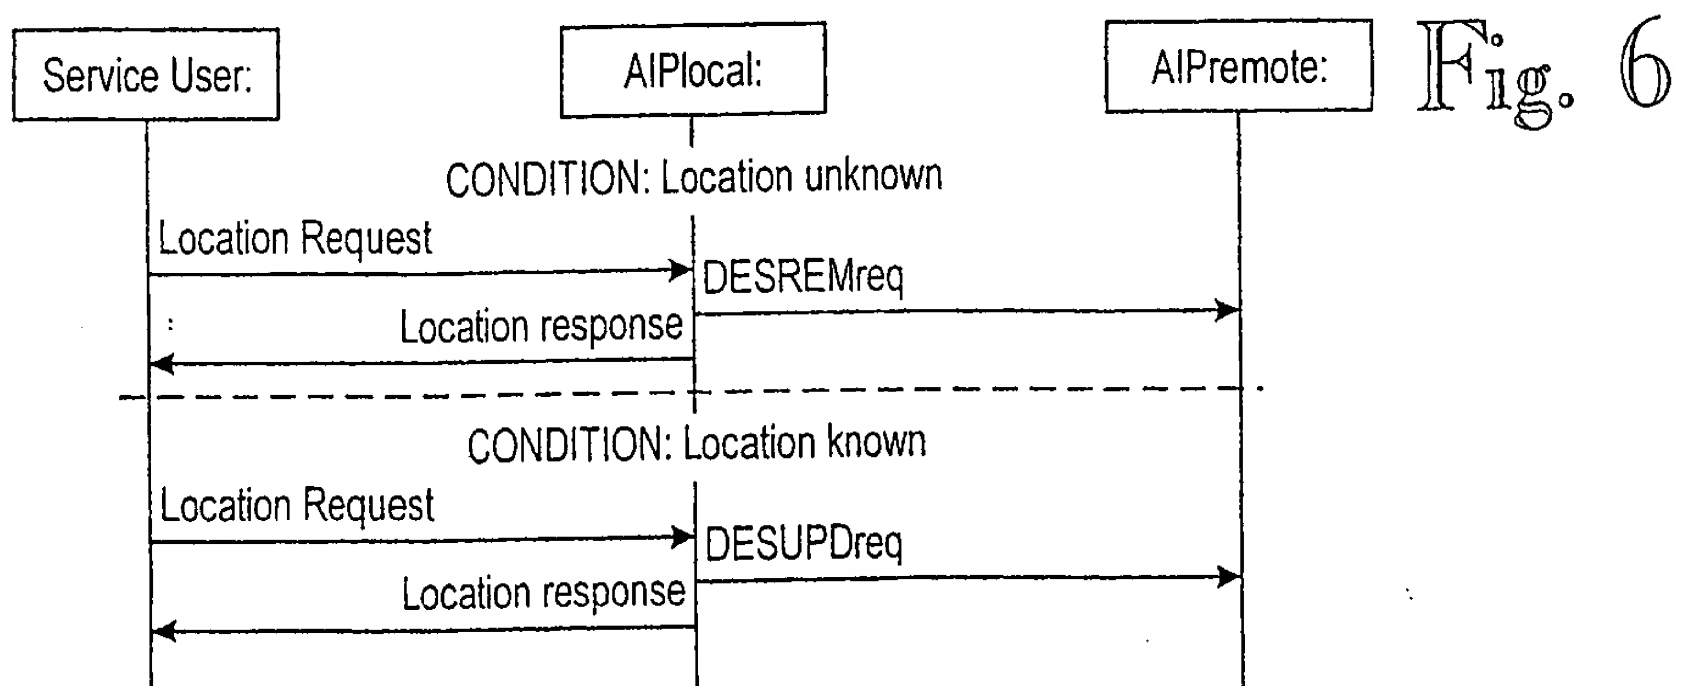 Service User:
AIPlocal:
AIPremote:
Fig. 6
CONDITION: Location unknown
Location Request
DESREMreq
Location response
CONDITION: Location known
Location Request
DESUPDreq
Location response